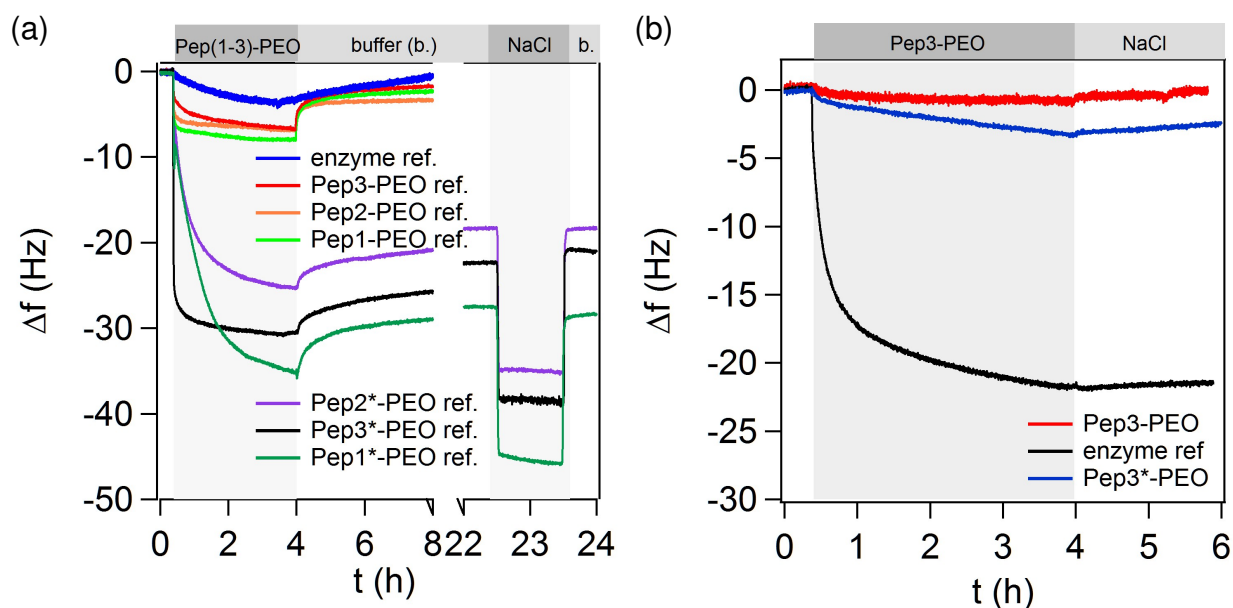 (a)
Pep(1-3)-PEO buffer (b.) NaCl b.
0
-10
-20
-30
-40
-50
Δf (Hz)
enzyme ref.
Pep3-PEO ref.
Pep2-PEO ref.
Pep1-PEO ref.
Pep2*-PEO ref.
Pep3*-PEO ref.
Pep1*-PEO ref.
0 2 4 6 8 22 23 24
t (h)
(b)
Pep3-PEO NaCl
0
-5
-10
-15
-20
-25
-30
Δf (Hz)
Pep3-PEO
enzyme ref
Pep3*-PEO
0 1 2 3 4 5 6
t (h)